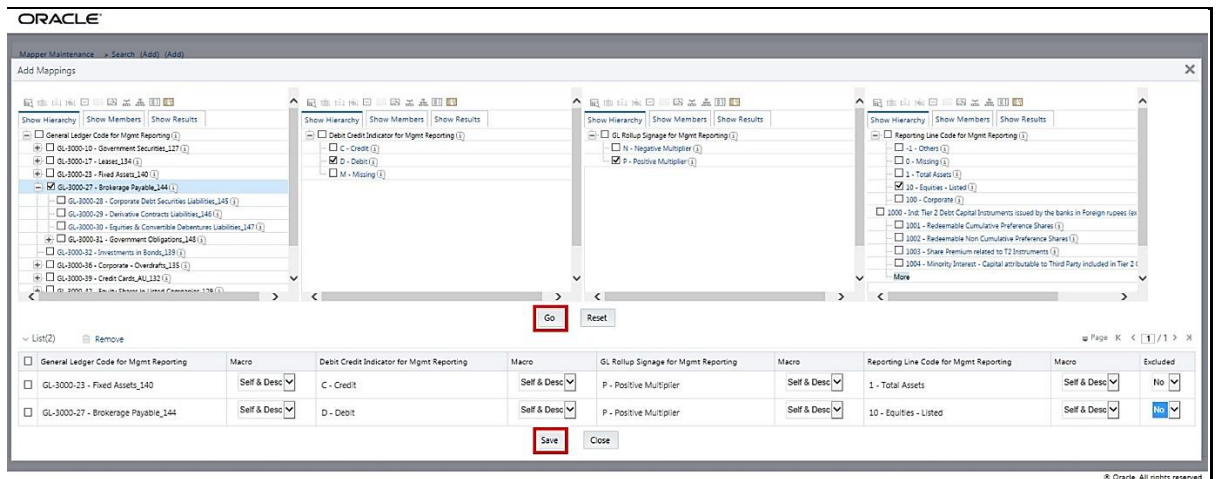 ORACLE
Mapper Maintenance > Search (Add) (Add)
Add Mappings
Show Hierarchy Show Members Show Results
General Ledger Code for Mgmt Reporting
GL-3000-10 - Government Securities_127
GL-3000-17 - Leases_134
GL-3000-23 - Fixed Assets_140
GL-3000-27 - Brokerage Payable_144
GL-3000-28 - Corporate Debt Securities Liabilities_145
GL-3000-29 - Derivative Contracts Liabilities_146
GL-3000-30 - Equities & Convertible Debentures Liabilities_147
GL-3000-31 - Government Obligations_148
GL-3000-32 - Investments in Bonds_139
GL-3000-36 - Corporate - Overdrafts_135
GL-3000-39 - Credit Cards_AU_132
GL-3000-42 - Equity Shares in Listed Companies_129
Show Hierarchy Show Members Show Results
Debit Credit Indicator for Mgmt Reporting
C - Credit
D - Debit
M - Missing
Show Hierarchy Show Members Show Results
GL Rollup Signage for Mgmt Reporting
N - Negative Multiplier
P - Positive Multiplier
Show Hierarchy Show Members Show Results
Reporting Line Code for Mgmt Reporting
-1 - Others
0 - Missing
1 - Total Assets
10 - Equities - Listed
100 - Corporate
1000 - Ind: Tier 2 Debt Capital Instruments issued by the banks in Foreign rupees (ex
1001 - Redeemable Cumulative Preference Shares
1002 - Redeemable Non Cumulative Preference Shares
1003 - Share Premium related to T2 Instruments
1004 - Minority Interest - Capital attributable to Third Party included in Tier 2 (
More
Go Reset
List(2) Remove Page 1 / 1
General Ledger Code for Mgmt Reporting Macro Debit Credit Indicator for Mgmt Reporting Macro GL Rollup Signage for Mgmt Reporting Macro Reporting Line Code for Mgmt Reporting Macro Excluded
GL-3000-23 - Fixed Assets_140 Self & Desc C - Credit Self & Desc P - Positive Multiplier Self & Desc 1 - Total Assets Self & Desc No
GL-3000-27 - Brokerage Payable_144 Self & Desc D - Debit Self & Desc P - Positive Multiplier Self & Desc 10 - Equities - Listed Self & Desc No
Save Close
© Oracle. All rights reserved